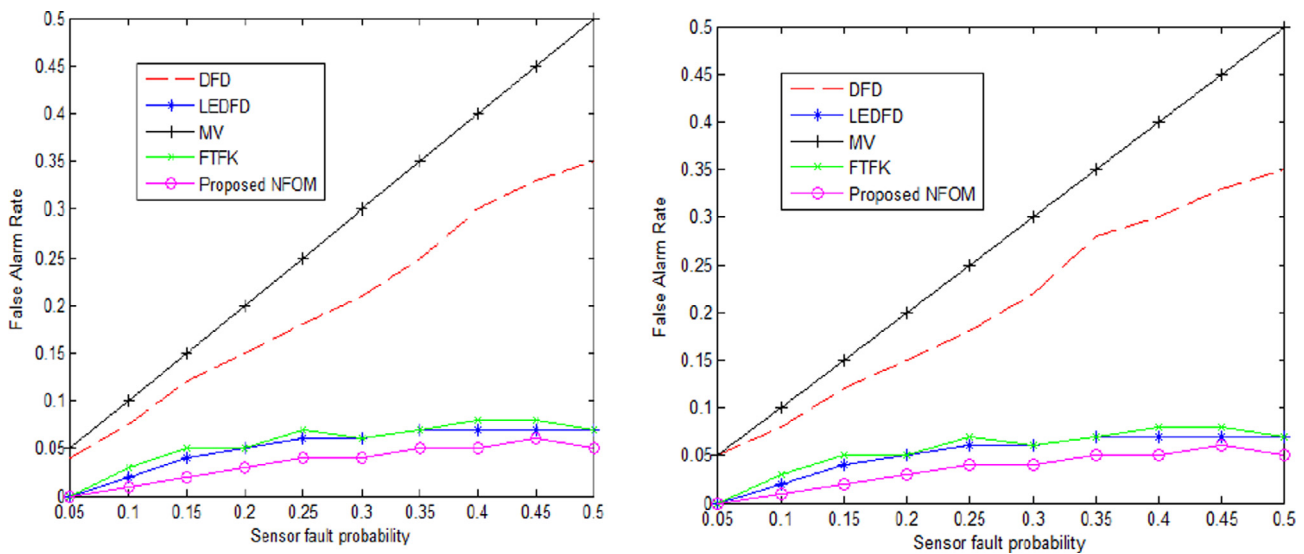 0.5
0.45
0.4
0.35
0.3
0.25
0.2
0.15
0.1
0.05
0
False Alarm Rate
DFD
LEDFD
MV
FTFK
Proposed NFOM
0.05 0.1 0.15 0.2 0.25 0.3 0.35 0.4 0.45 0.5
Sensor fault probability
0.5
0.45
0.4
0.35
0.3
0.25
0.2
0.15
0.1
0.05
0
False Alarm Rate
DFD
LEDFD
MV
FTFK
Proposed NFOM
0.05 0.1 0.15 0.2 0.25 0.3 0.35 0.4 0.45 0.5
Sensor fault probability